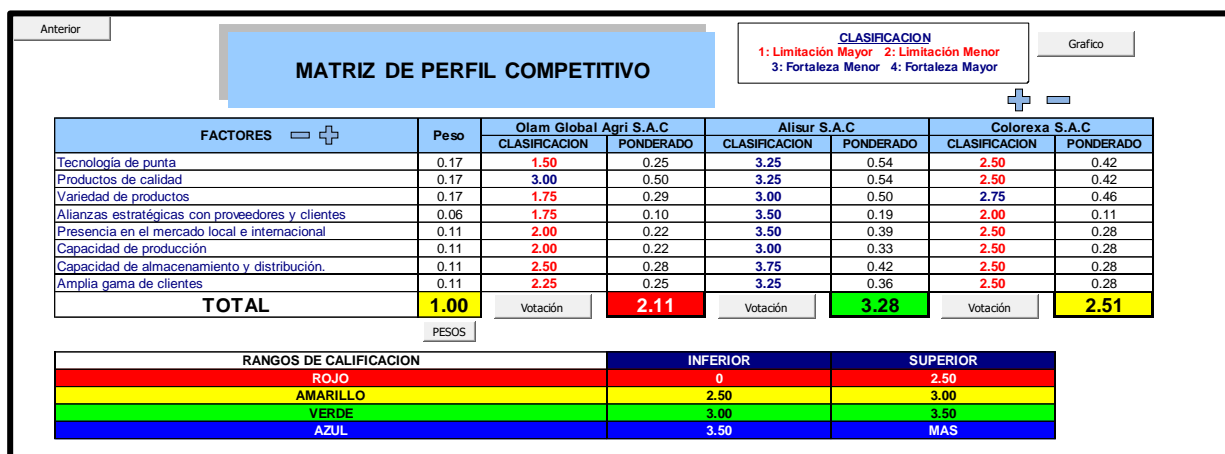 Anterior
CLASIFICACION
1: Limitación Mayor 2: Limitación Menor
3: Fortaleza Menor 4: Fortaleza Mayor
Grafico
MATRIZ DE PERFIL COMPETITIVO
FACTORES Peso Olam Global Agri S.A.C Alisur S.A.C Colorexa S.A.C
CLASIFICACION PONDERADO CLASIFICACION PONDERADO CLASIFICACION PONDERADO
Tecnología de punta 0.17 1.50 0.25 3.25 0.54 2.50 0.42
Productos de calidad 0.17 3.00 0.50 3.25 0.54 2.50 0.42
Variedad de productos 0.17 1.75 0.29 3.00 0.50 2.75 0.46
Alianzas estratégicas con proveedores y clientes 0.06 1.75 0.10 3.50 0.19 2.00 0.11
Presencia en el mercado local e internacional 0.11 2.00 0.22 3.50 0.39 2.50 0.28
Capacidad de producción 0.11 2.00 0.22 3.00 0.33 2.50 0.28
Capacidad de almacenamiento y distribución. 0.11 2.50 0.28 3.75 0.42 2.50 0.28
Amplia gama de clientes 0.11 2.25 0.25 3.25 0.36 2.50 0.28
TOTAL 1.00 Votación 2.11 Votación 3.28 Votación 2.51
PESOS
RANGOS DE CALIFICACION INFERIOR SUPERIOR
ROJO 0 2.50
AMARILLO 2.50 3.00
VERDE 3.00 3.50
AZUL 3.50 MAS